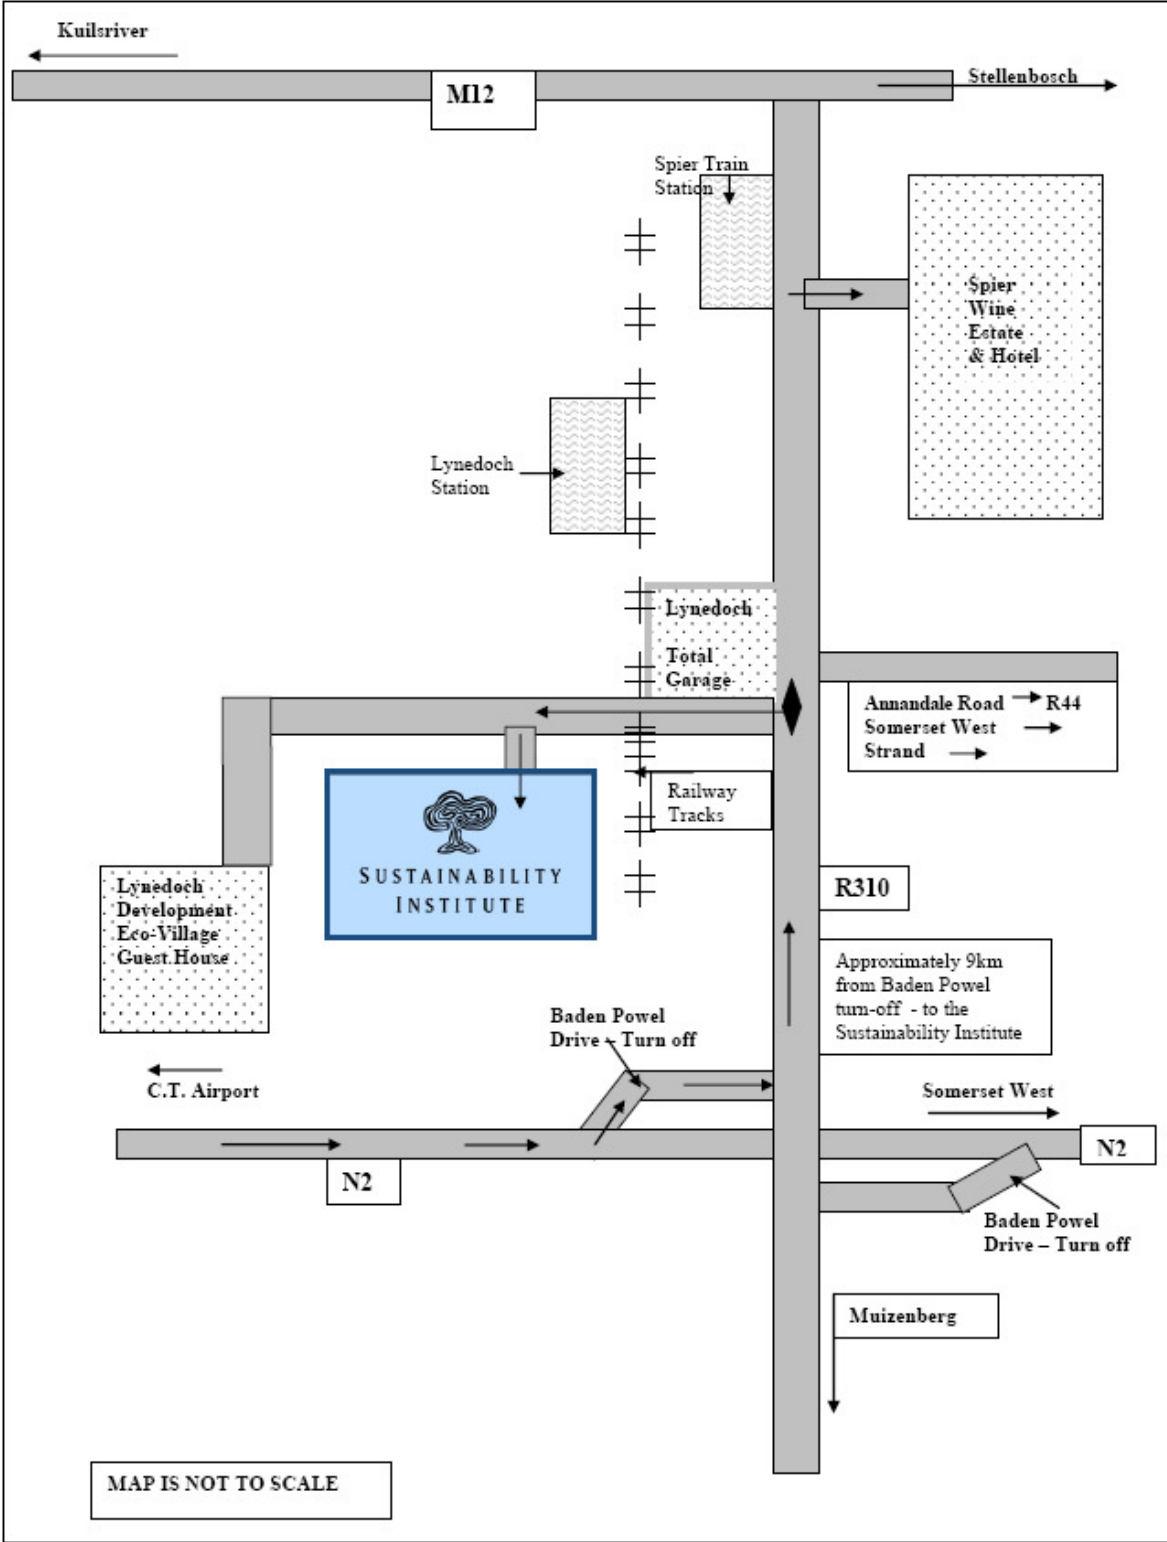 Kuilsriver
M12
Stellenbosch
Spier Train
Station
Spier
Wine
Estate
& Hotel
Lynedoch
Station
Lynedoch
Total
Garage
Annandale Road R44
Somerset West
Strand
Railway
Tracks
SUSTAINABILITY
INSTITUTE
Lynedoch
Development
Eco-Village
Guest House
R310
Approximately 9km
from Baden Powel
turn-off - to the
Sustainability Institute
Baden Powel
Drive – Turn off
C.T. Airport
Somerset West
N2
N2
Baden Powel
Drive – Turn off
Muizenberg
MAP IS NOT TO SCALE